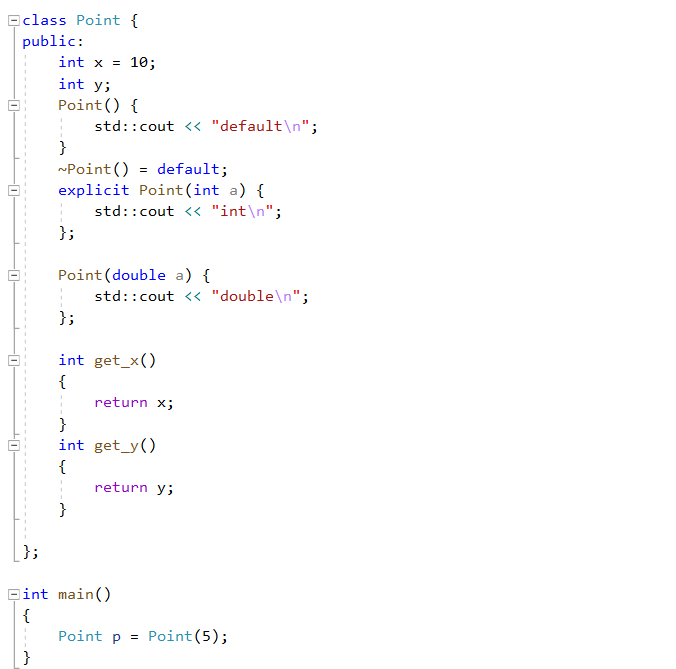 class Point {
public:
    int x = 10;
    int y;
    Point() {
        std::cout << "default\n";
    }
    ~Point() = default;
    explicit Point(int a) {
        std::cout << "int\n";
    };

    Point(double a) {
        std::cout << "double\n";
    };

    int get_x()
    {
        return x;
    }
    int get_y()
    {
        return y;
    }

};

int main()
{
    Point p = Point(5);
}